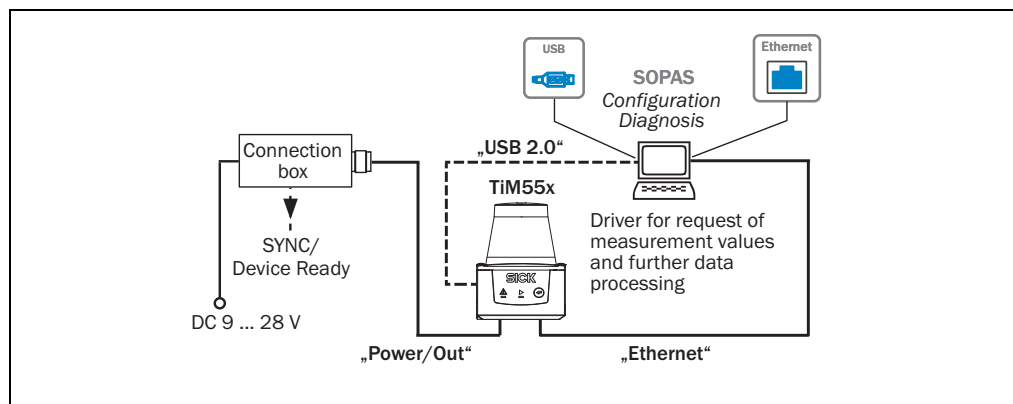 USB
Ethernet
SOPAS
Configuration
Diagnosis
Connection
box
„USB 2.0“
TiM55x
SYNC/
Device Ready
Driver for request of
measurement values
and further data
processing
SICK
DC 9 ... 28 V
„Power/Out“
„Ethernet“